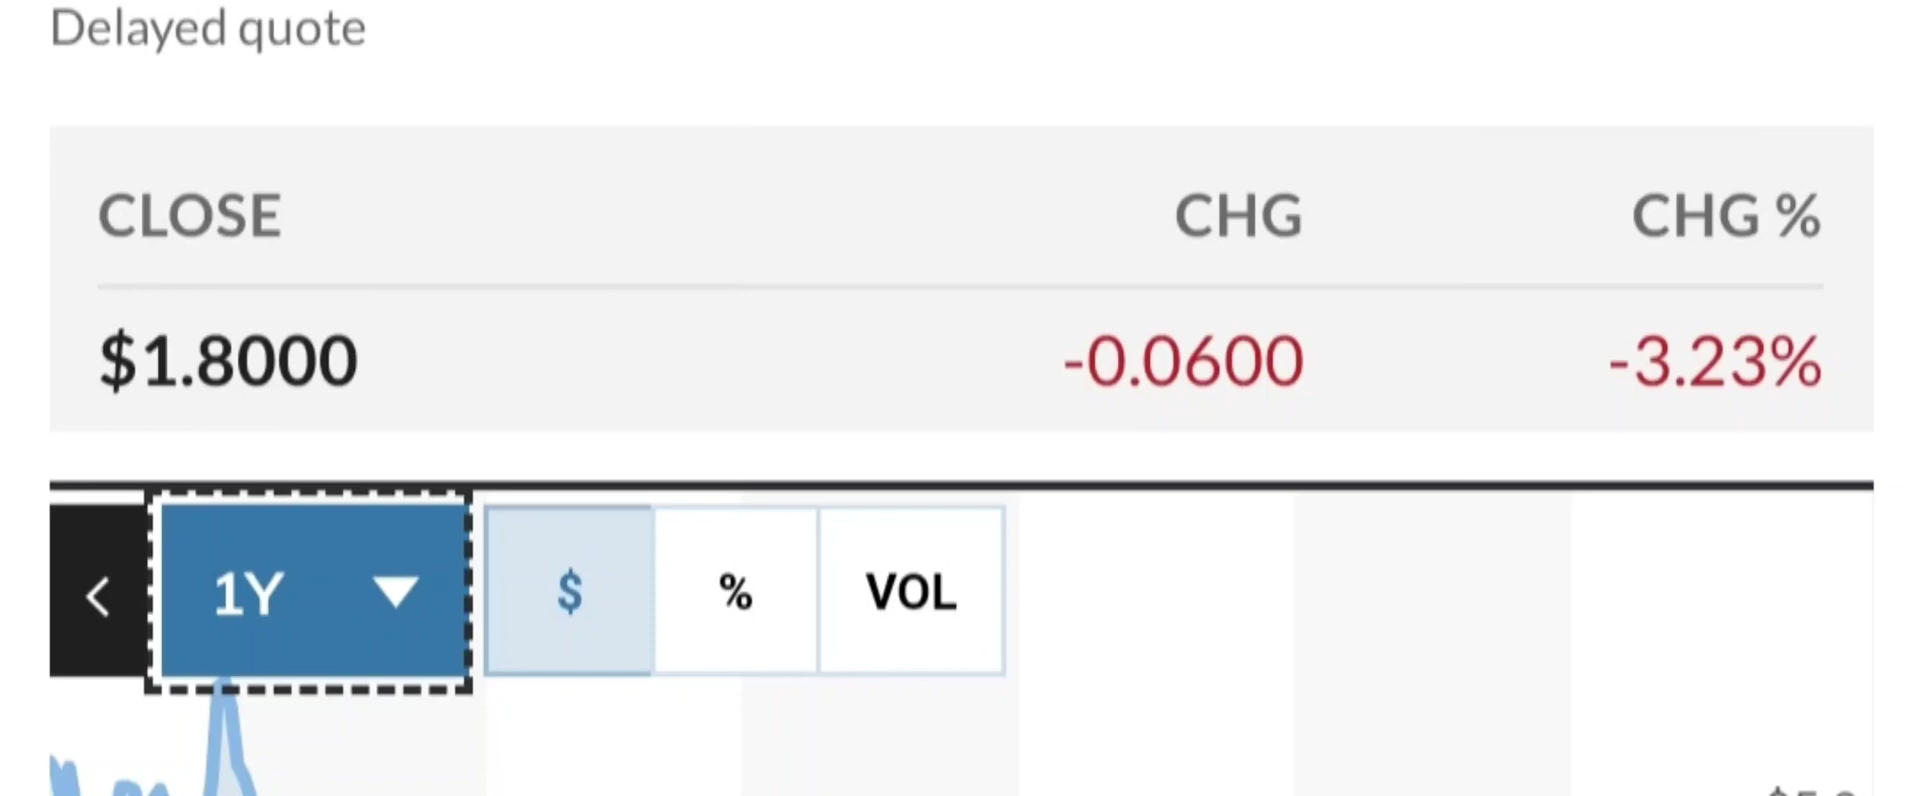 Delayed quote
CLOSE CHG CHG %
$1.8000 -0.0600 -3.23%
1Y $ % VOL